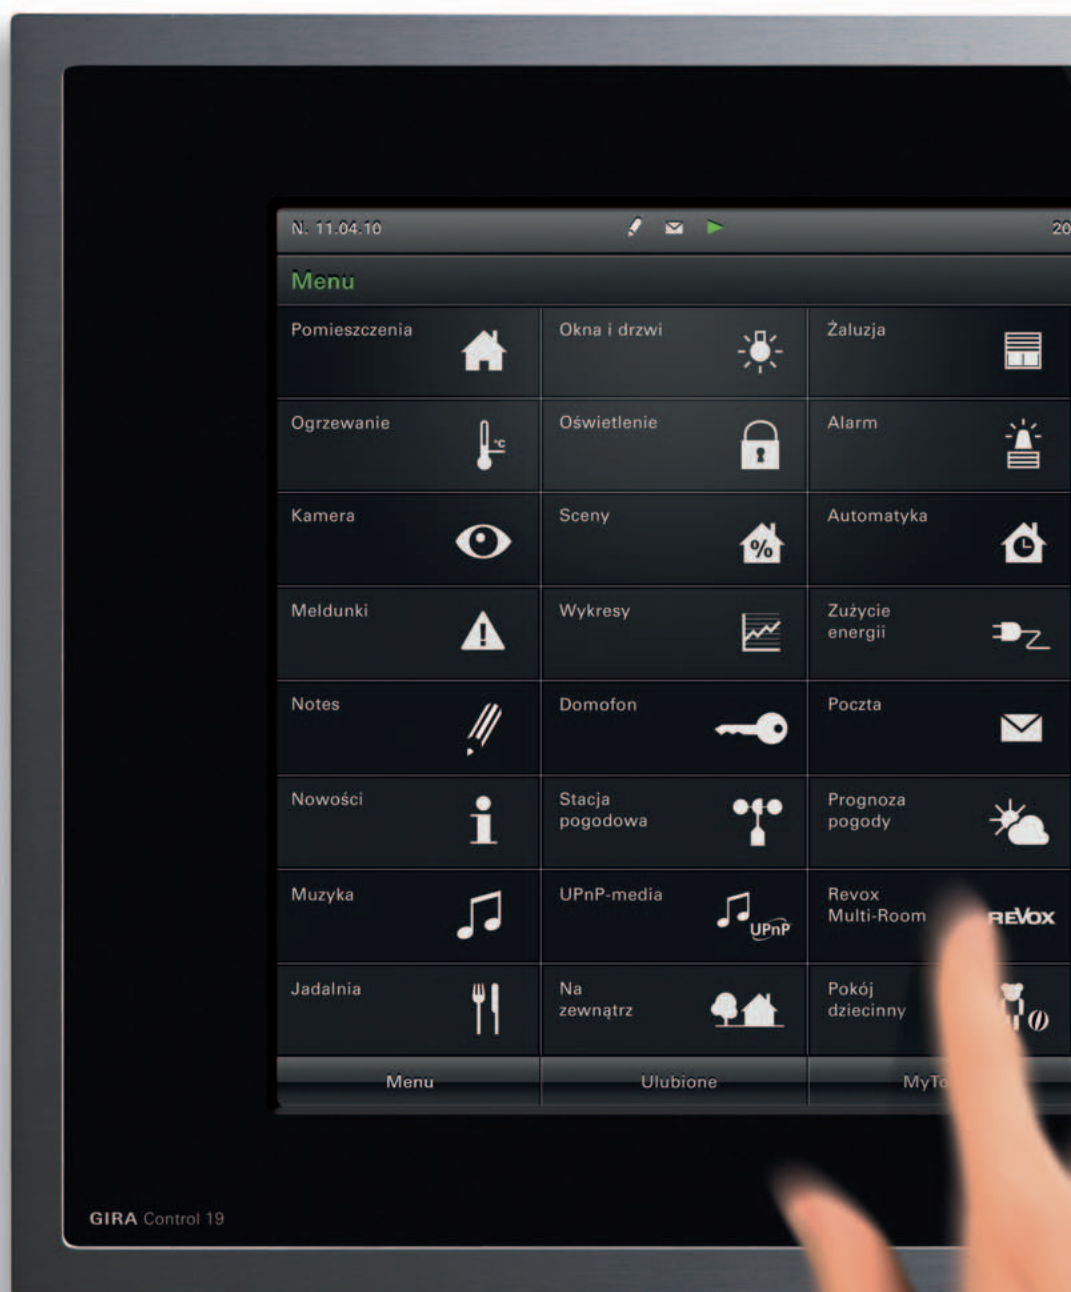 N. 11.04.10
20
Menu
Pomieszczenia
Okna i drzwi
Żaluzja
Ogrzewanie
°C
Oświetlenie
Alarm
Kamera
Sceny
%
Automatyka
Meldunki
!
Wykresy
Zużycie
energii
Notes
Domofon
Poczta
Nowości
Stacja
pogodowa
Prognoza
pogody
Muzyka
UPnP-media
UPnP
Revox
Multi-Room
REVOX
Jadalnia
Na
zewnątrz
Pokój
dziecinny
Menu
Ulubione
GIRA Control 19